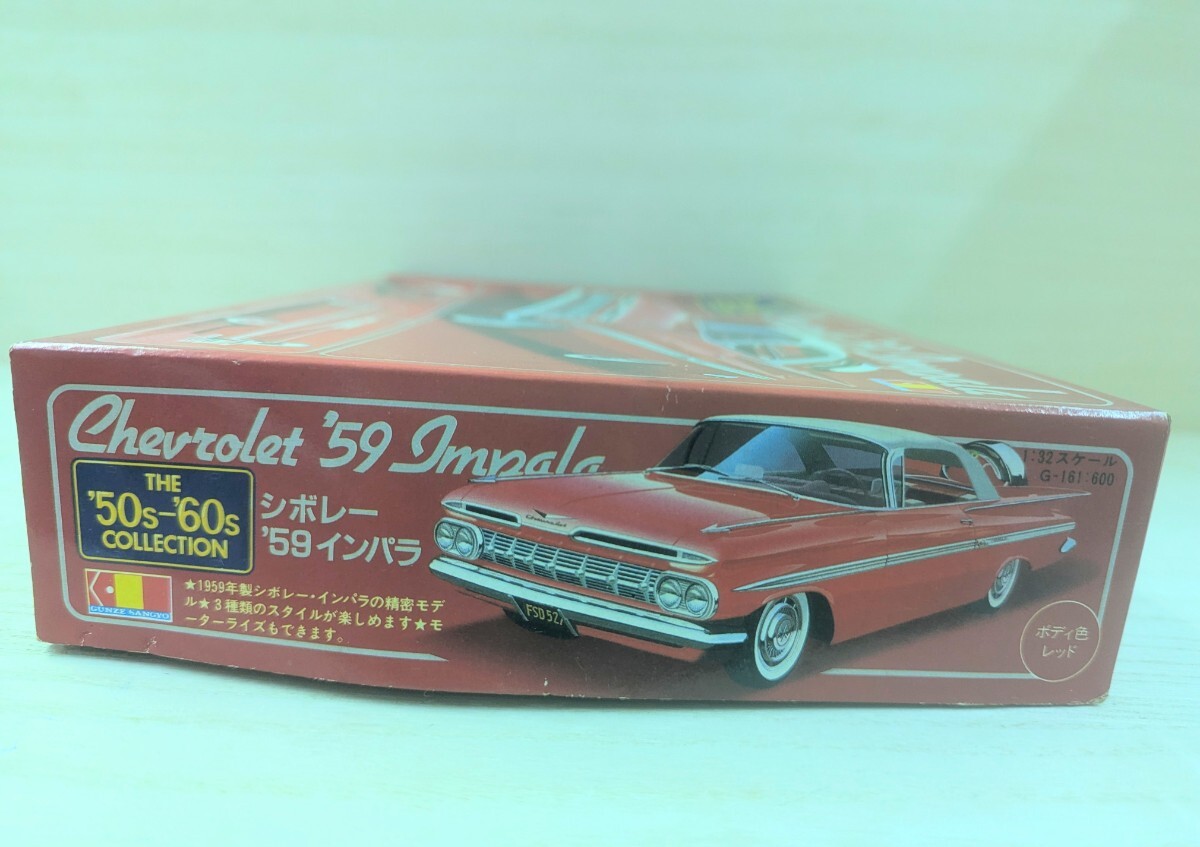 Chevrolet '59 Impala
THE
'50s-'60s
COLLECTION
シボレー
'59 インパラ
GUNZE SANGYO
★1959年製シボレー・インパラの精密モデ
ル★3種類のスタイルが楽しめます★モ
ーターライズもできます。
1:32スケール
G-161:600
Chevrolet
FSD 527
ボディ色
レッド